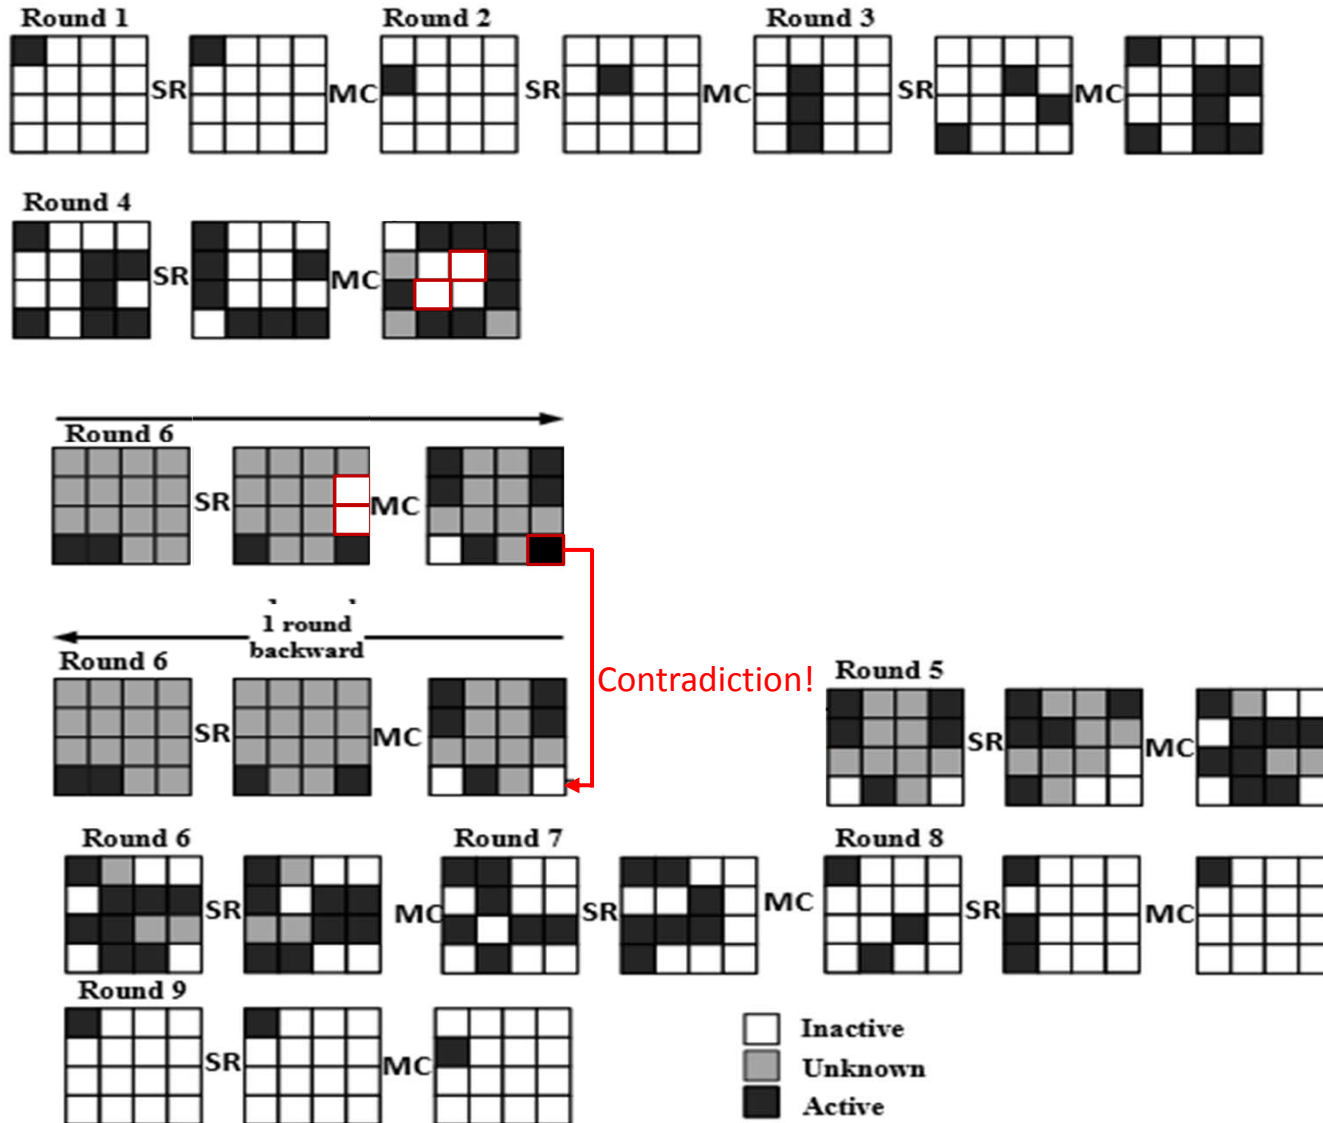 Round 1 Round 2 Round 3
SR MC SR MC SR MC
Round 4
SR MC
Round 6
SR MC
1 round
backward
Round 6
SR MC
Contradiction!
Round 5
SR MC
Round 6 Round 7 Round 8
SR MC SR MC SR MC
Round 9
SR MC
Inactive
Unknown
Active